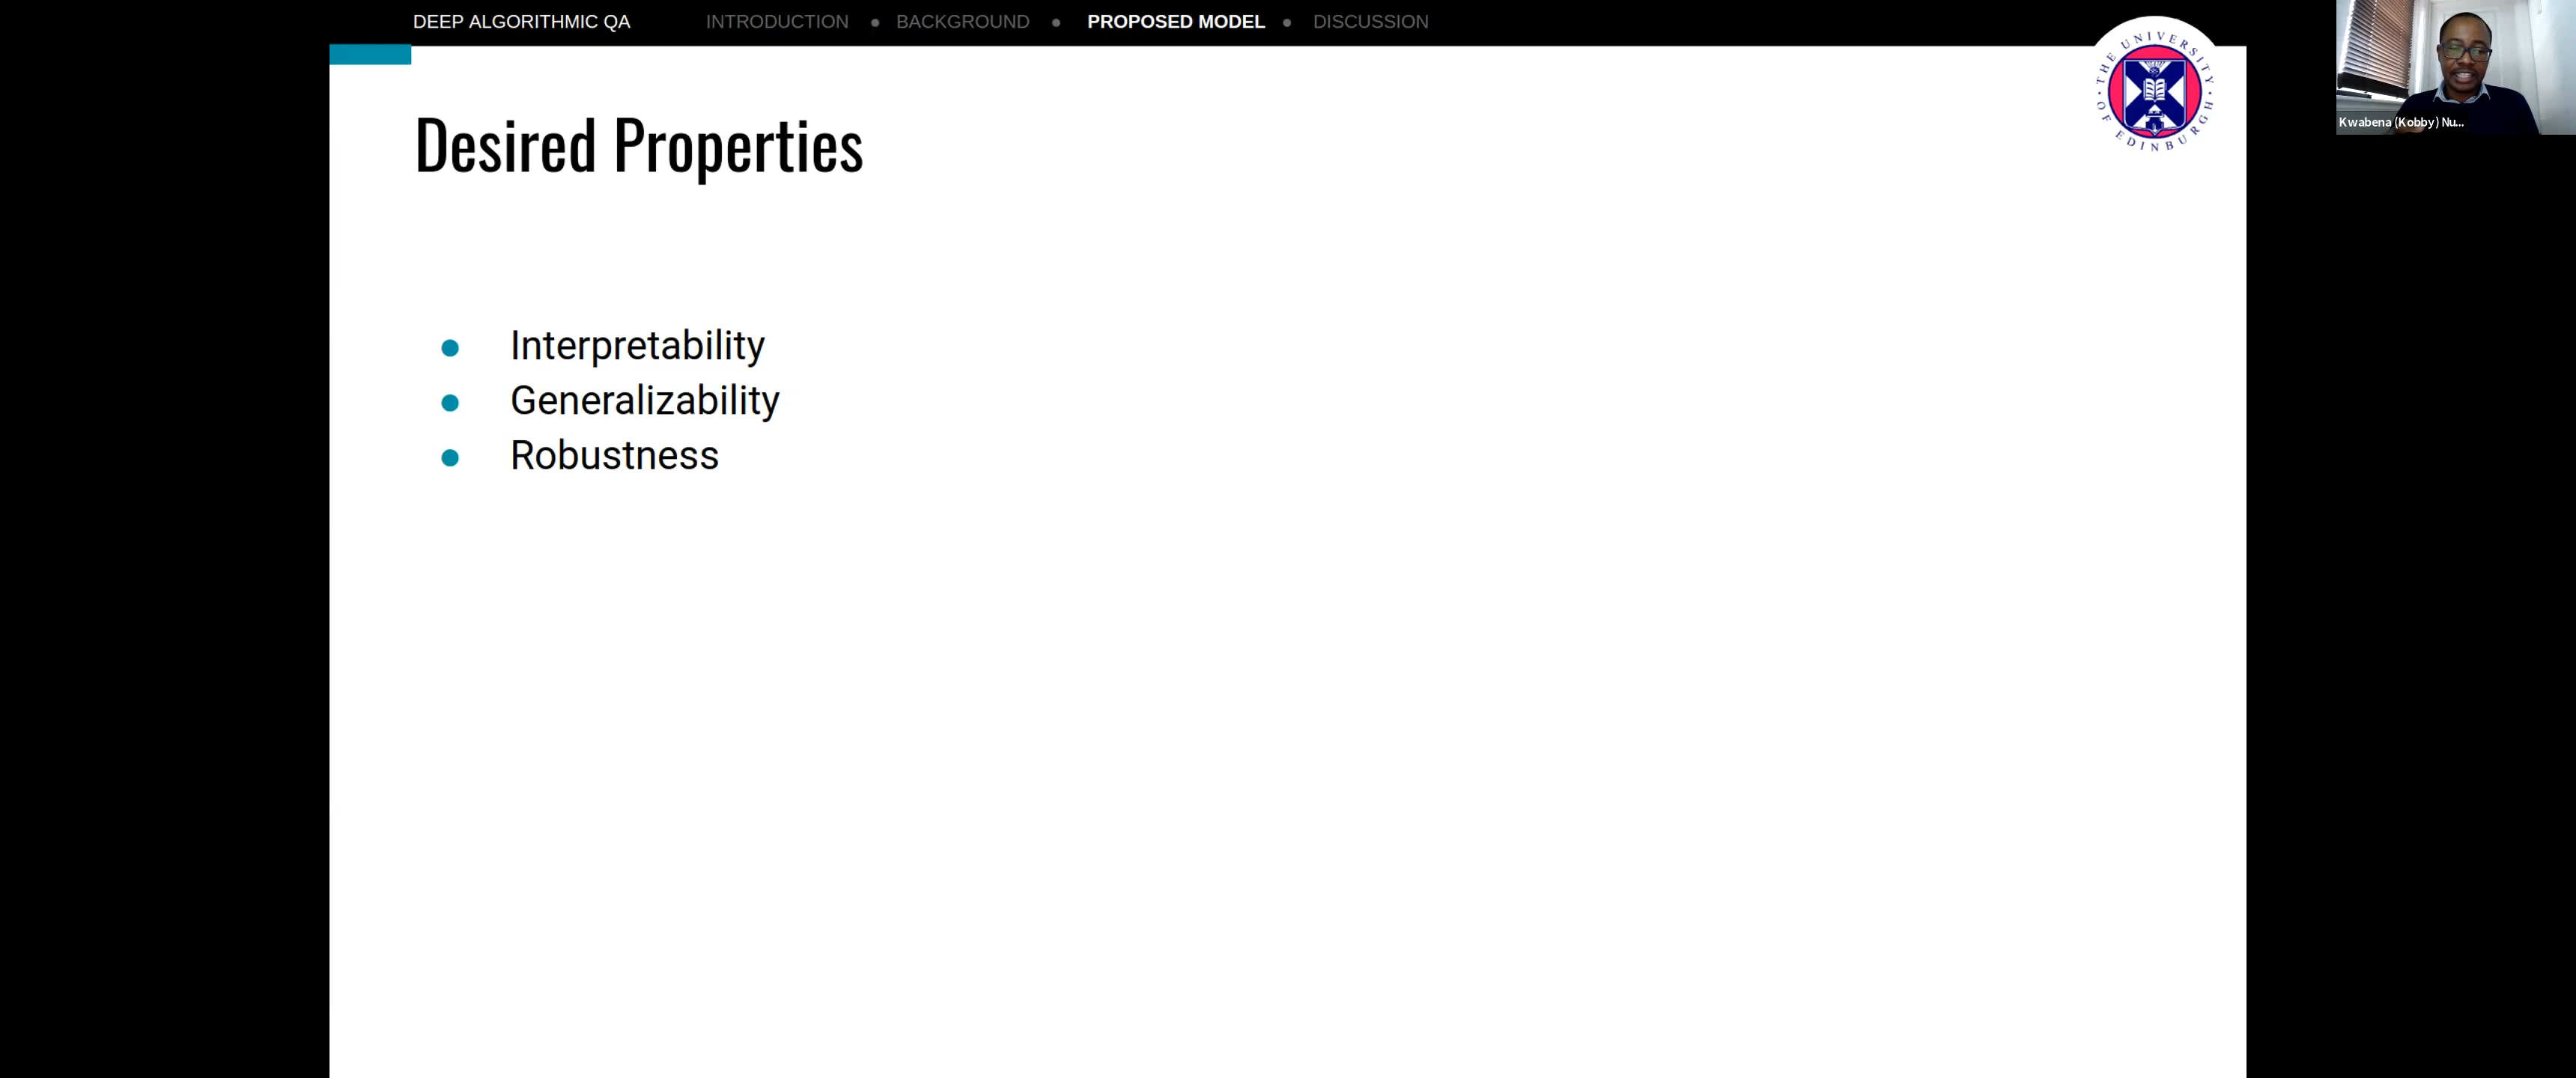 DEEP ALGORITHMIC QA INTRODUCTION • BACKGROUND • PROPOSED MODEL • DISCUSSION
THE UNIVERSITY OF EDINBURGH
Kwabena (Kobby) Nu...
Desired Properties
• Interpretability
• Generalizability
• Robustness